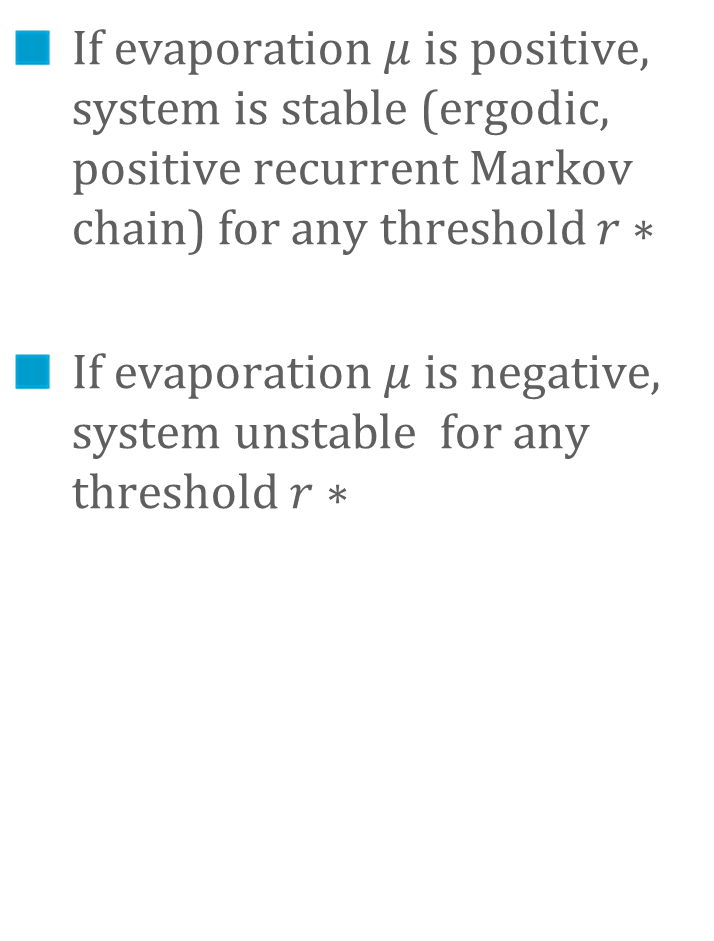 If evaporation 𝜇 is positive,
system is stable (ergodic,
positive recurrent Markov
chain) for any threshold 𝑟 ∗
If evaporation 𝜇 is negative,
system unstable  for any
threshold 𝑟 ∗